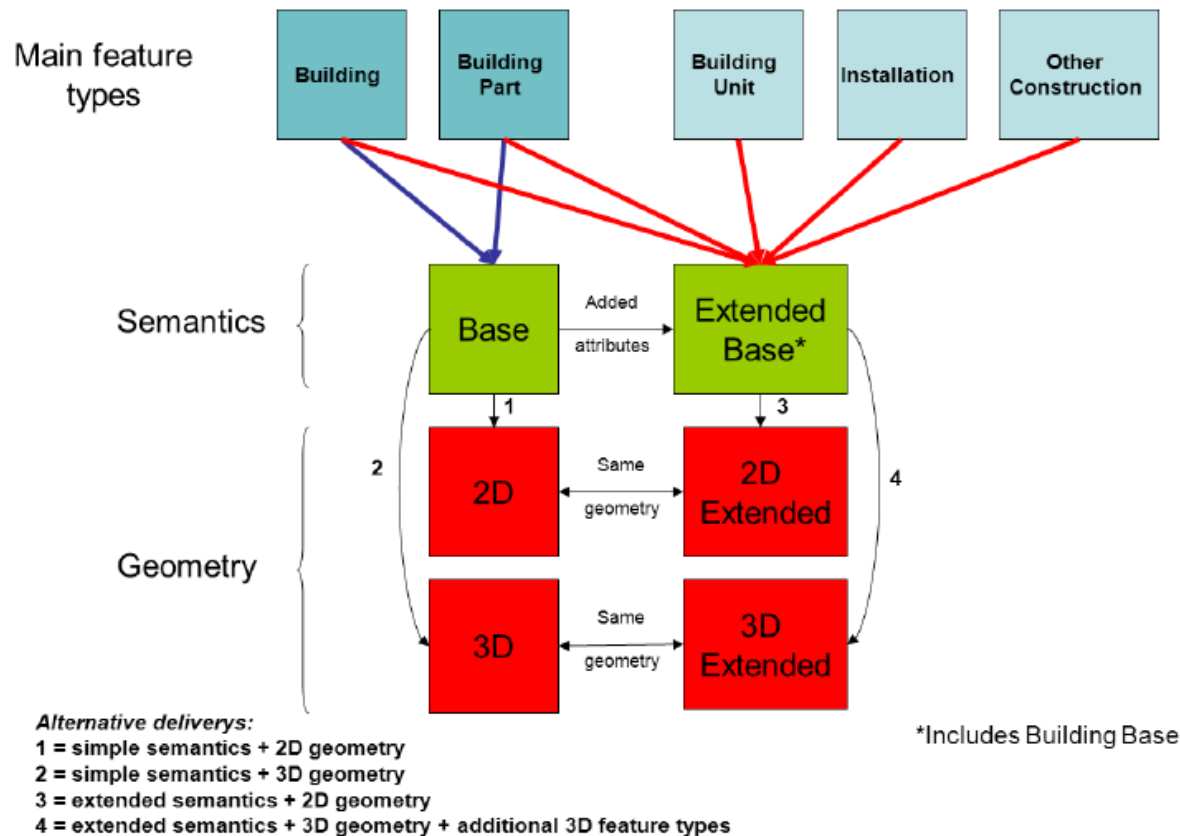 Main feature
types
Building
Building
Part
Building
Unit
Installation
Other
Construction
Semantics
Base
Added
attributes
Extended
Base*
1
3
2
4
Geometry
2D
Same
geometry
2D
Extended
3D
Same
geometry
3D
Extended
Alternative deliverys:
1 = simple semantics + 2D geometry
2 = simple semantics + 3D geometry
3 = extended semantics + 2D geometry
4 = extended semantics + 3D geometry + additional 3D feature types
*Includes Building Base